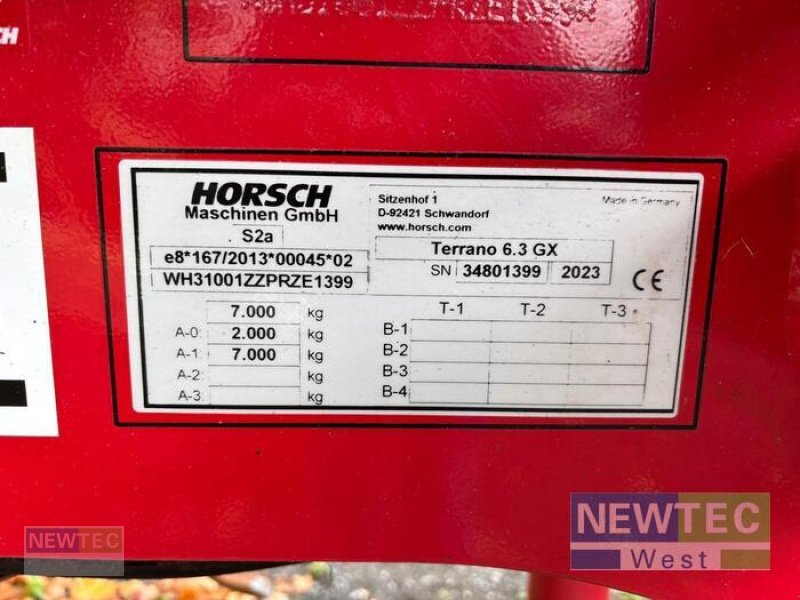 SCH
HORSCH
Maschinen GmbH
Sitzenhof 1
D-92421 Schwandorf
www.horsch.com
Made in Germany
S2a
e8*167/2013*00045*02
WH31001ZZPRZE1399
Terrano 6.3 GX
SN 34801399 2023
CE
7.000 kg
A-0: 2.000 kg
A-1: 7.000 kg
A-2: kg
A-3: kg
T-1 T-2 T-3
B-1
B-2
B-3
B-4
NEWTEC
NEWTEC
West